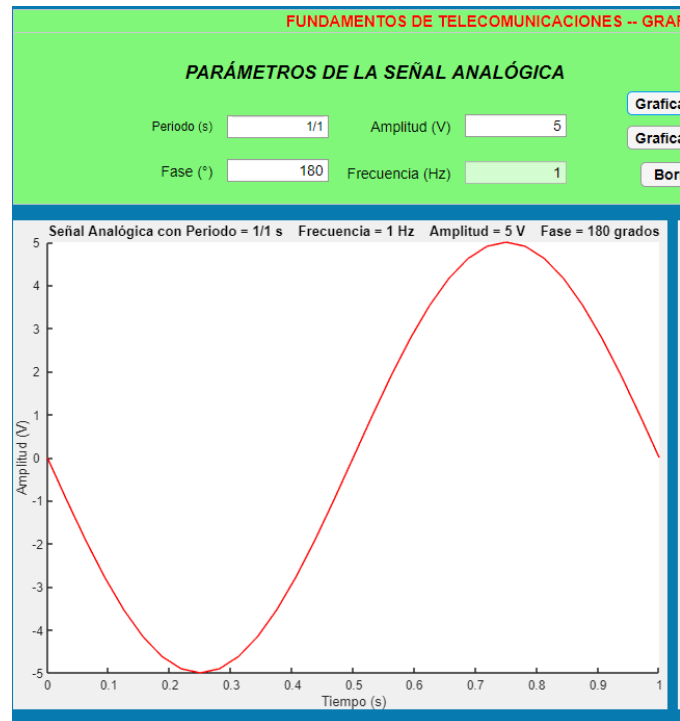 FUNDAMENTOS DE TELECOMUNICACIONES -- GRAF
PARÁMETROS DE LA SEÑAL ANALÓGICA
Periodo (s) 1/1 Amplitud (V) 5 Grafica
Grafica
Fase (°) 180 Frecuencia (Hz) 1 Bor
Señal Analógica con Periodo = 1/1 s Frecuencia = 1 Hz Amplitud = 5 V Fase = 180 grados
5
4
3
2
1
0
-1
-2
-3
-4
-5
Amplitud (V)
0 0.1 0.2 0.3 0.4 0.5 0.6 0.7 0.8 0.9 1
Tiempo (s)